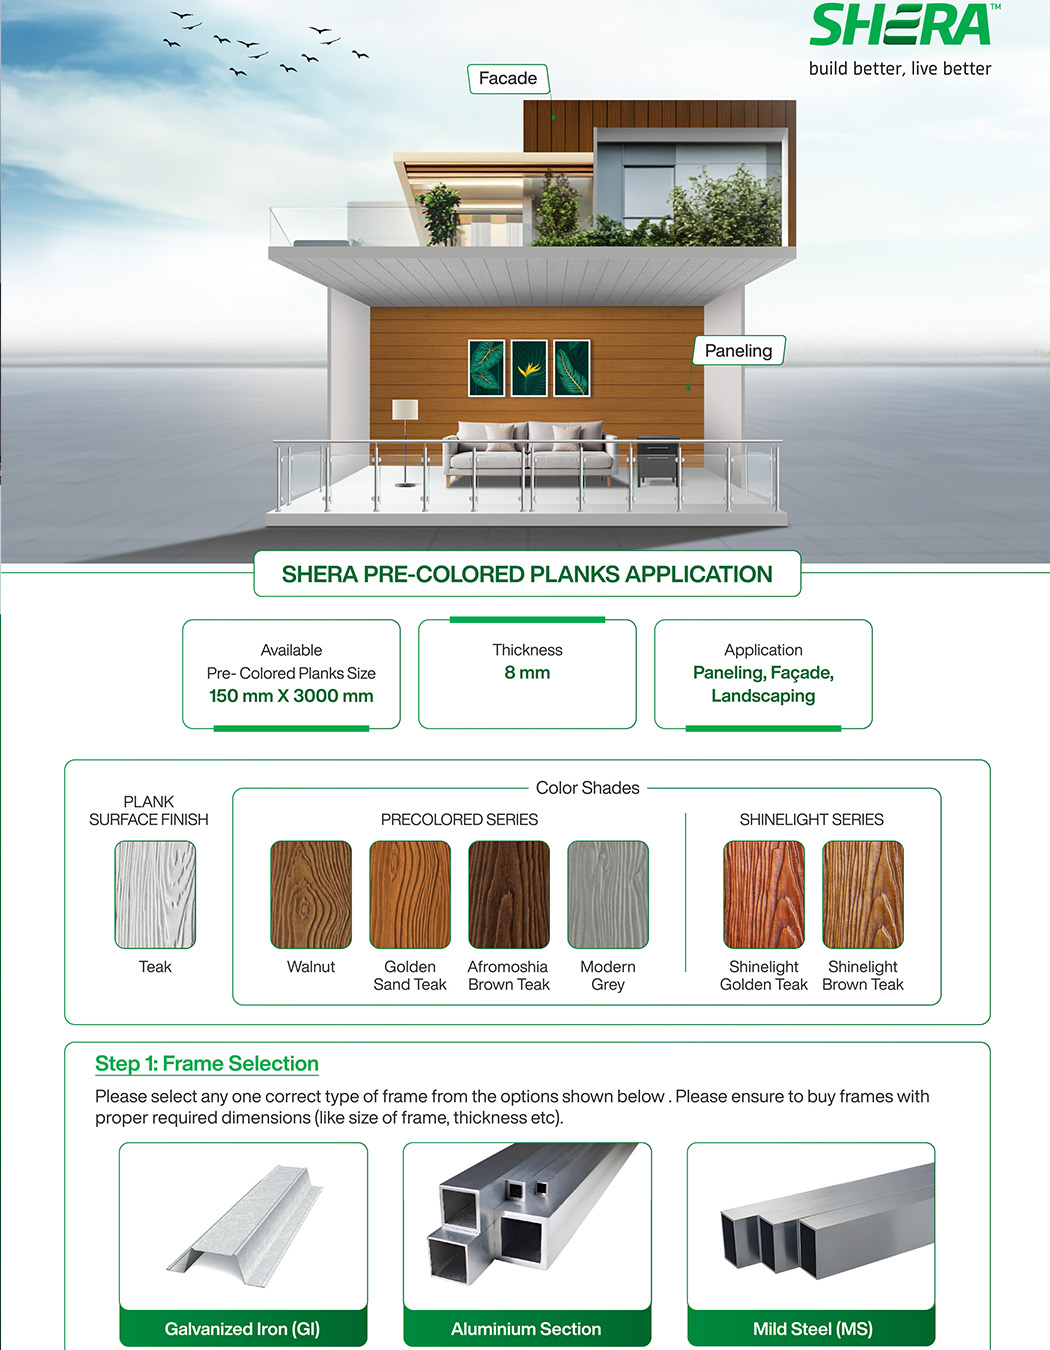 SHERA™
build better, live better
Facade
Paneling
SHERA PRE-COLORED PLANKS APPLICATION
Available
Pre- Colored Planks Size
150 mm X 3000 mm
Thickness
8 mm
Application
Paneling, Façade,
Landscaping
PLANK
SURFACE FINISH
Teak
Color Shades
PRECOLORED SERIES
Walnut
Golden
Sand Teak
Afromoshia
Brown Teak
Modern
Grey
SHINELIGHT SERIES
Shinelight
Golden Teak
Shinelight
Brown Teak
Step 1: Frame Selection
Please select any one correct type of frame from the options shown below . Please ensure to buy frames with
proper required dimensions (like size of frame, thickness etc).
Galvanized Iron (GI)
Aluminium Section
Mild Steel (MS)